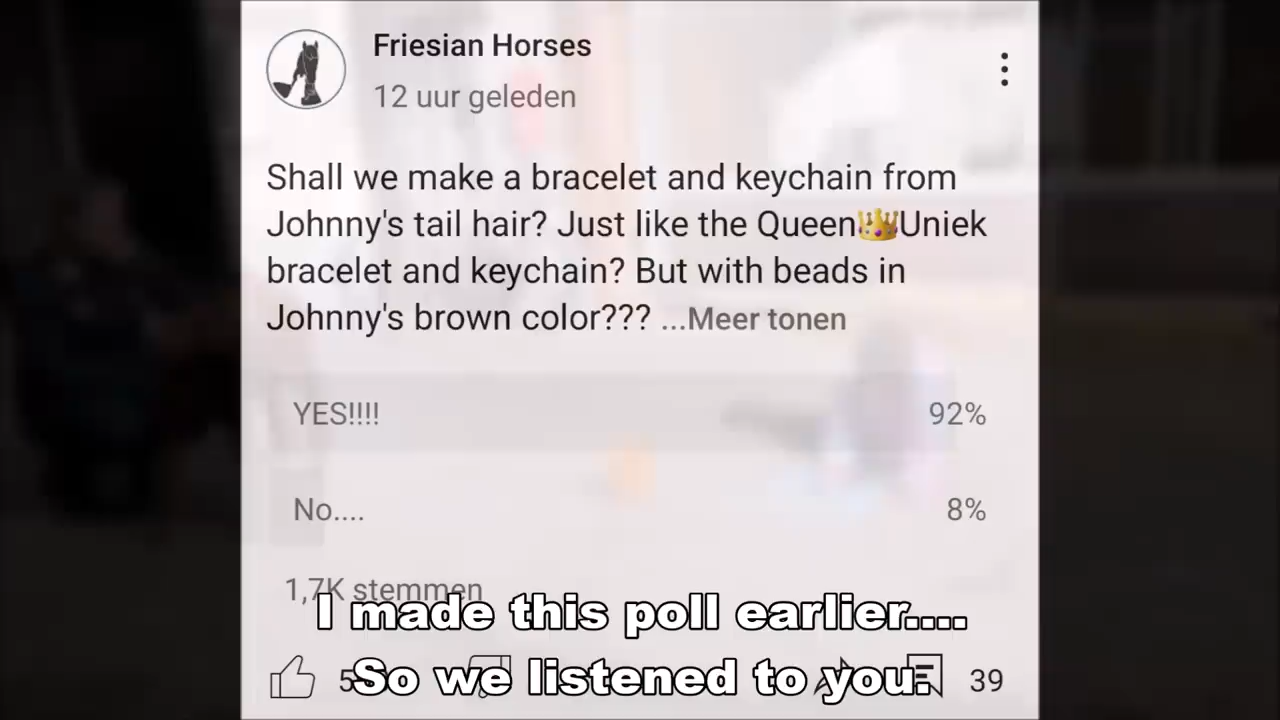 Friesian Horses
12 uur geleden
Shall we make a bracelet and keychain from
Johnny's tail hair? Just like the Queen👑Uniek
bracelet and keychain? But with beads in
Johnny's brown color??? ...Meer tonen
YES!!!! 92%
No.... 8%
1,7K stemmen
I made this poll earlier....
So we listened to you.
39